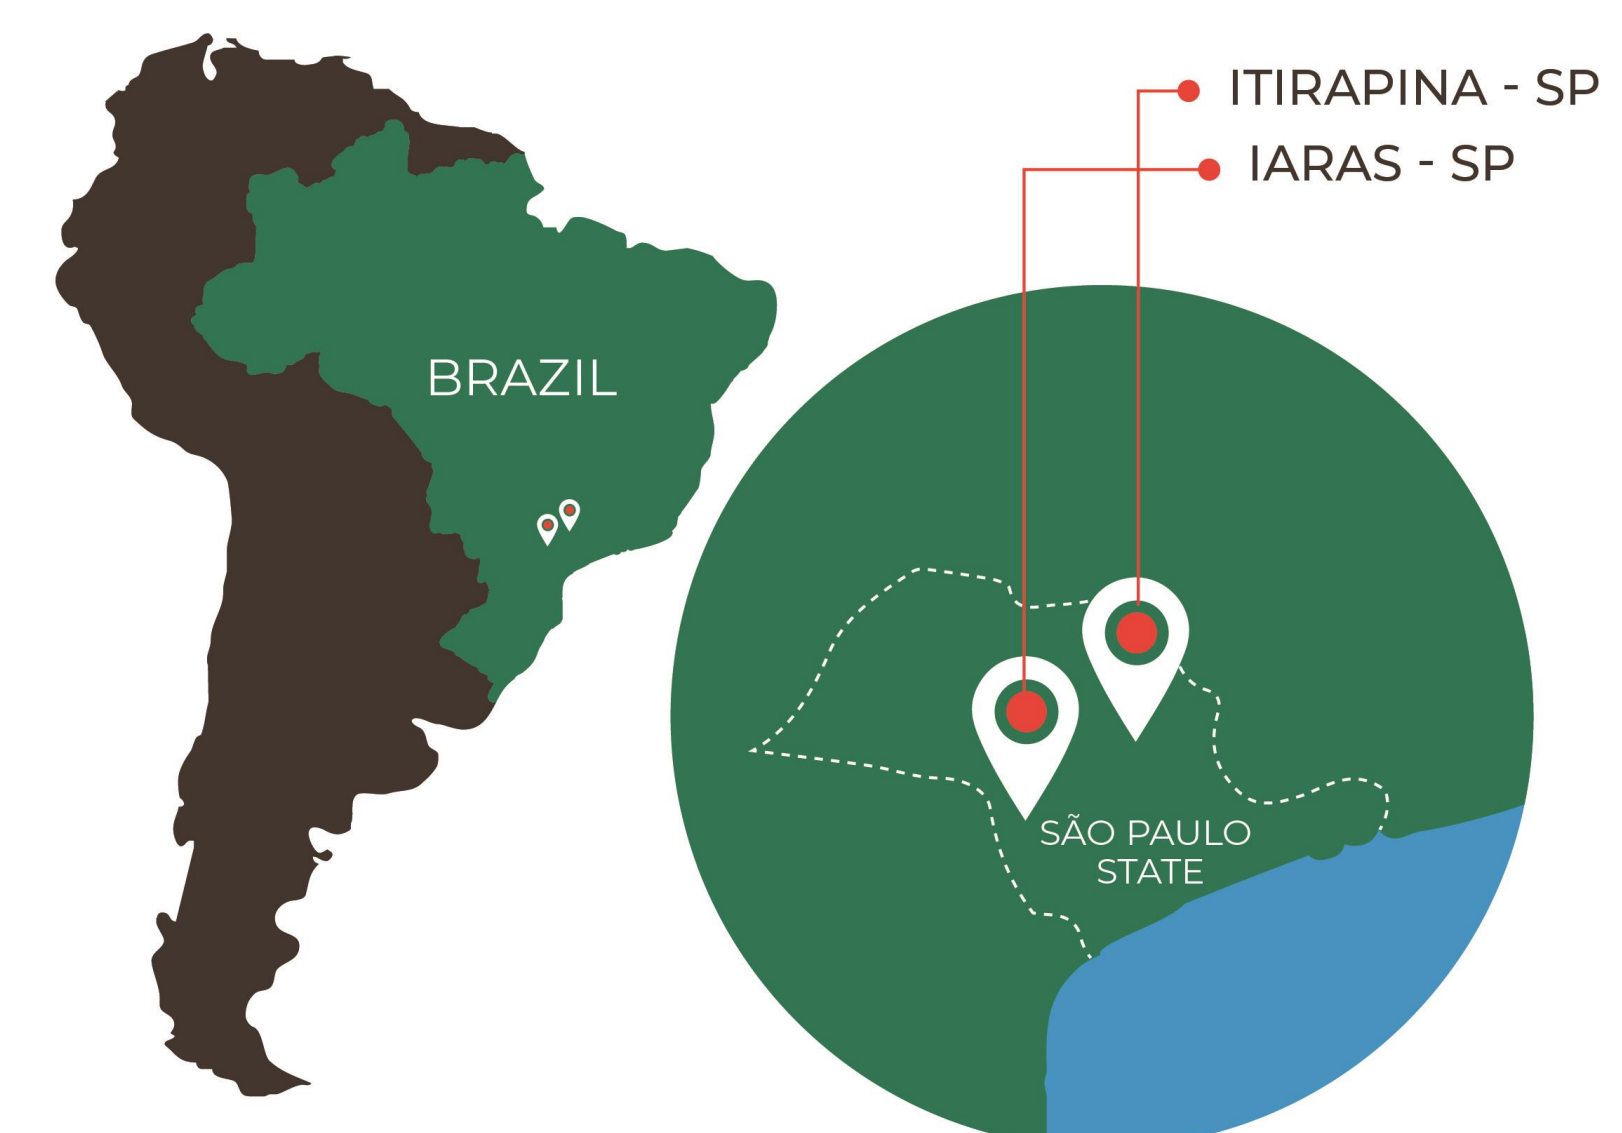 ITIRAPINA - SP
IARAS - SP
BRAZIL
SÃO PAULO
STATE